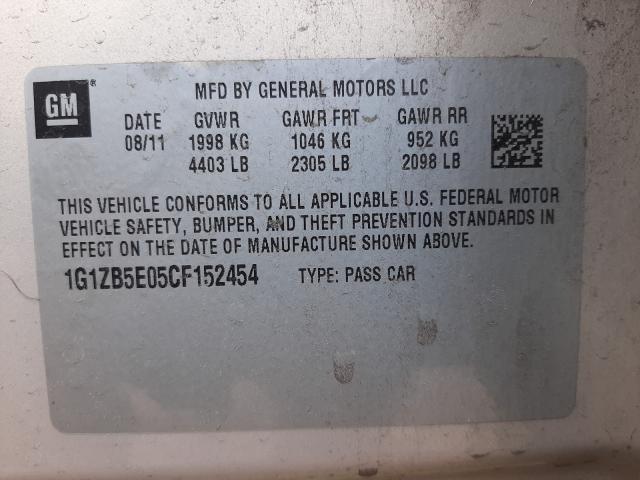 GM®
MFD BY GENERAL MOTORS LLC
DATE GVWR GAWR FRT GAWR RR
08/11 1998 KG 1046 KG 952 KG
4403 LB 2305 LB 2098 LB
THIS VEHICLE CONFORMS TO ALL APPLICABLE U.S. FEDERAL MOTOR
VEHICLE SAFETY, BUMPER, AND THEFT PREVENTION STANDARDS IN
EFFECT ON THE DATE OF MANUFACTURE SHOWN ABOVE.
1G1ZB5E05CF152454 TYPE: PASS CAR